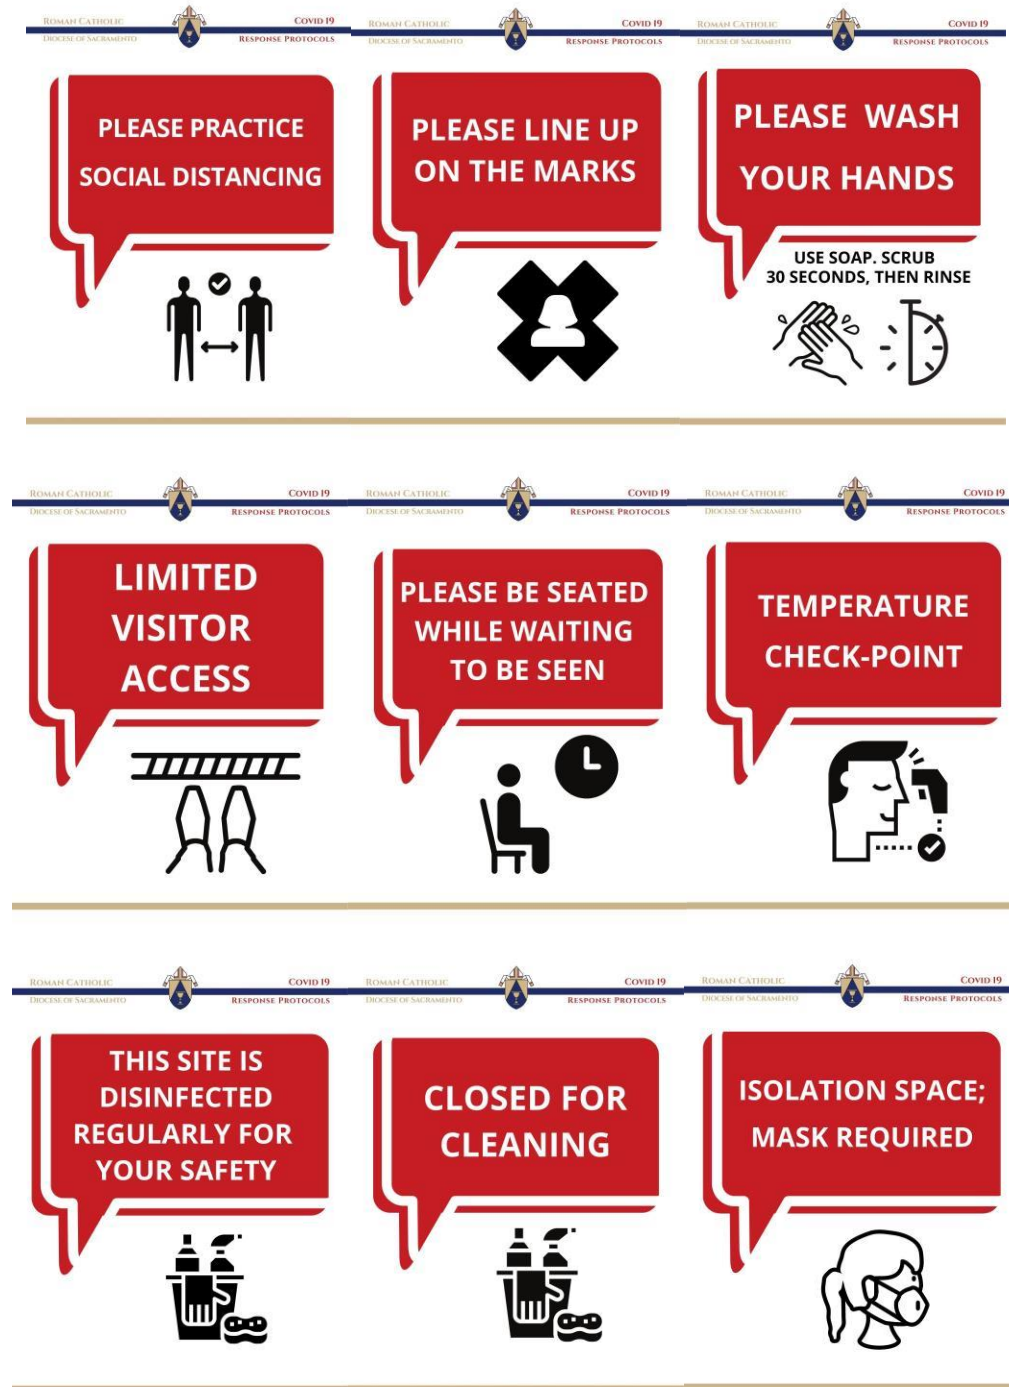 ROMAN CATHOLIC
DIOCESE OF SACRAMENTO
COVID 19
RESPONSE PROTOCOLS
PLEASE PRACTICE
SOCIAL DISTANCING
ROMAN CATHOLIC
DIOCESE OF SACRAMENTO
COVID 19
RESPONSE PROTOCOLS
PLEASE LINE UP
ON THE MARKS
ROMAN CATHOLIC
DIOCESE OF SACRAMENTO
COVID 19
RESPONSE PROTOCOLS
PLEASE WASH
YOUR HANDS
USE SOAP. SCRUB
30 SECONDS, THEN RINSE
ROMAN CATHOLIC
DIOCESE OF SACRAMENTO
COVID 19
RESPONSE PROTOCOLS
LIMITED
VISITOR
ACCESS
ROMAN CATHOLIC
DIOCESE OF SACRAMENTO
COVID 19
RESPONSE PROTOCOLS
PLEASE BE SEATED
WHILE WAITING
TO BE SEEN
ROMAN CATHOLIC
DIOCESE OF SACRAMENTO
COVID 19
RESPONSE PROTOCOLS
TEMPERATURE
CHECK-POINT
ROMAN CATHOLIC
DIOCESE OF SACRAMENTO
COVID 19
RESPONSE PROTOCOLS
THIS SITE IS
DISINFECTED
REGULARLY FOR
YOUR SAFETY
ROMAN CATHOLIC
DIOCESE OF SACRAMENTO
COVID 19
RESPONSE PROTOCOLS
CLOSED FOR
CLEANING
ROMAN CATHOLIC
DIOCESE OF SACRAMENTO
COVID 19
RESPONSE PROTOCOLS
ISOLATION SPACE;
MASK REQUIRED